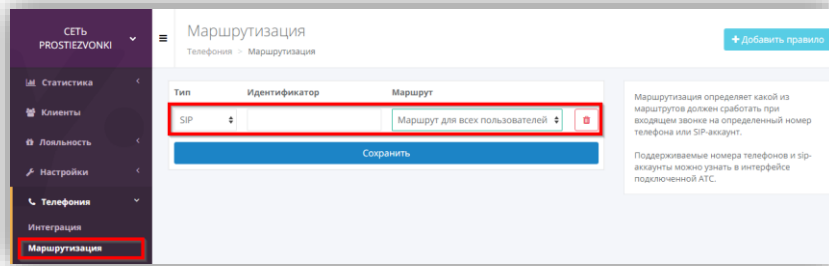 СЕТЬ
PROSTIEZVONKI
Статистика
Клиенты
Лояльность
Настройки
Телефония
Интеграция
Маршрутизация
Маршрутизация
Телефония > Маршрутизация
+ Добавить правило
Тип Идентификатор Маршрут
SIP Маршрут для всех пользователей
Сохранить
Маршрутизация определяет какой из
маршртутов должен сработать при
входящем звонке на определенный номер
телефона или SIP-аккаунт.
Поддерживаемые номера телефонов и sip-
аккаунты можно узнать в интерфейсе
подключенной АТС.